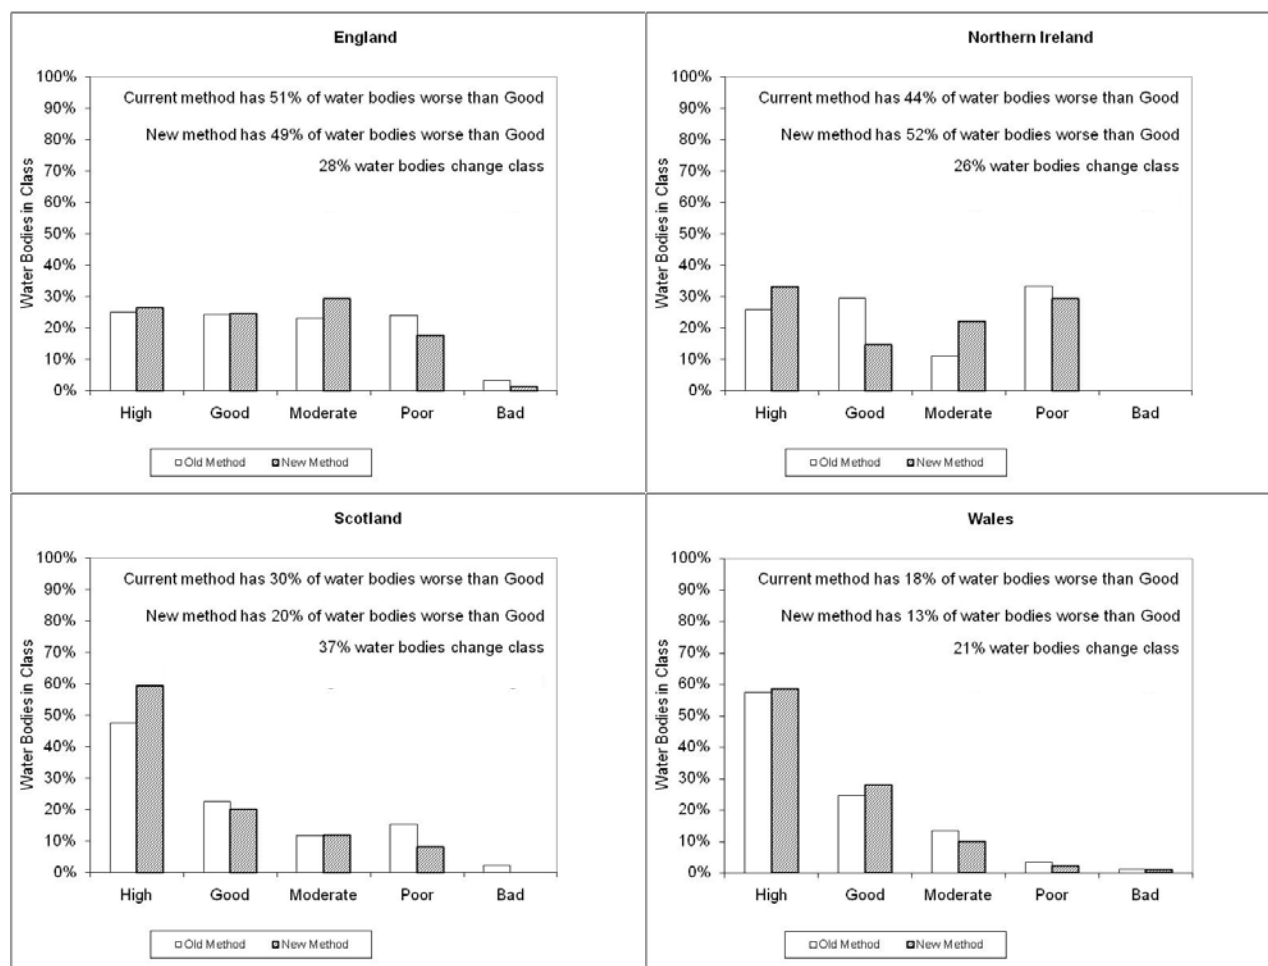 England
100%
90%
80%
70%
60%
50%
40%
30%
20%
10%
0%
Water Bodies in Class
Current method has 51% of water bodies worse than Good
New method has 49% of water bodies worse than Good
28% water bodies change class
High Good Moderate Poor Bad
Old Method New Method
Northern Ireland
100%
90%
80%
70%
60%
50%
40%
30%
20%
10%
0%
Water Bodies in Class
Current method has 44% of water bodies worse than Good
New method has 52% of water bodies worse than Good
26% water bodies change class
High Good Moderate Poor Bad
Old Method New Method
Scotland
100%
90%
80%
70%
60%
50%
40%
30%
20%
10%
0%
Water Bodies in Class
Current method has 30% of water bodies worse than Good
New method has 20% of water bodies worse than Good
37% water bodies change class
High Good Moderate Poor Bad
Old Method New Method
Wales
100%
90%
80%
70%
60%
50%
40%
30%
20%
10%
0%
Water Bodies in Class
Current method has 18% of water bodies worse than Good
New method has 13% of water bodies worse than Good
21% water bodies change class
High Good Moderate Poor Bad
Old Method New Method